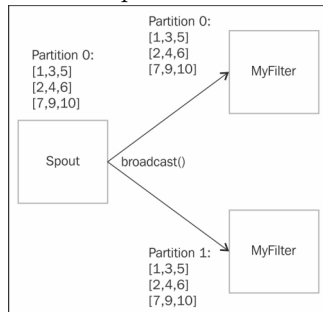 Partition 0:
[1,3,5]
[2,4,6]
[7,9,10]
Spout
broadcast()
Partition 0:
[1,3,5]
[2,4,6]
[7,9,10]
MyFilter
Partition 1:
[1,3,5]
[2,4,6]
[7,9,10]
MyFilter